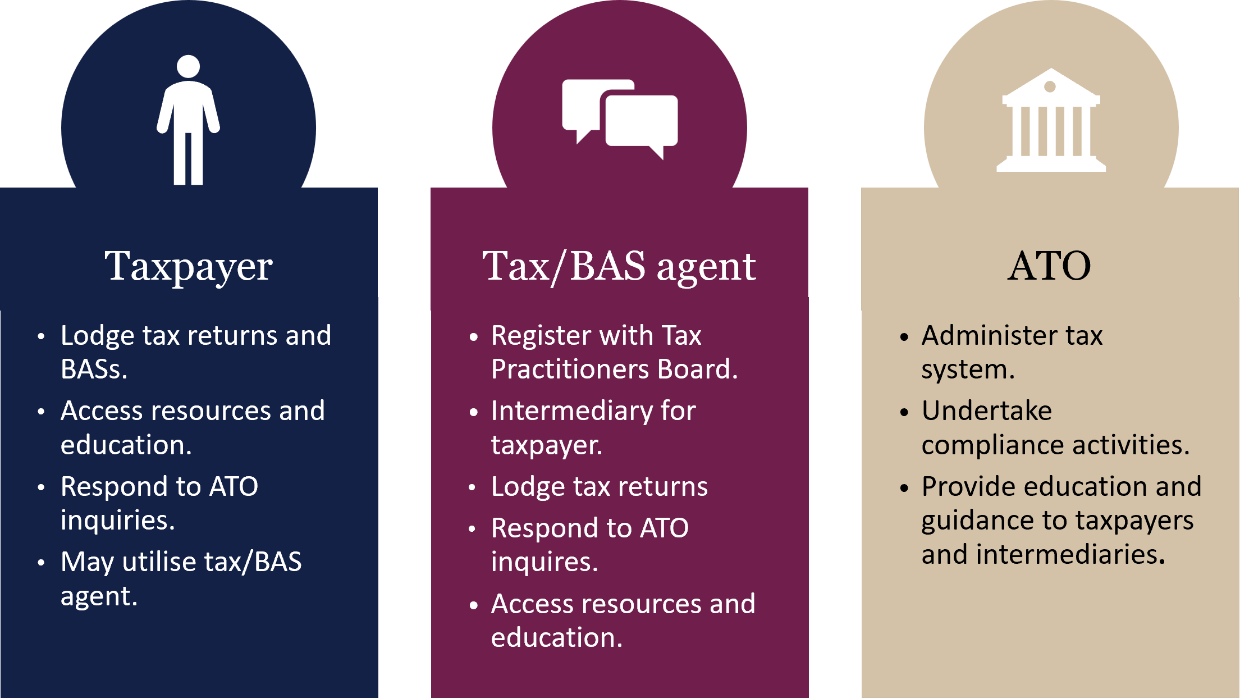 Taxpayer
• Lodge tax returns and
BASs.
• Access resources and
education.
• Respond to ATO
inquiries.
• May utilise tax/BAS
agent.
Tax/BAS agent
• Register with Tax
Practitioners Board.
• Intermediary for
taxpayer.
• Lodge tax returns
• Respond to ATO
inquires.
• Access resources and
education.
ATO
• Administer tax
system.
• Undertake
compliance activities.
• Provide education and
guidance to taxpayers
and intermediaries.